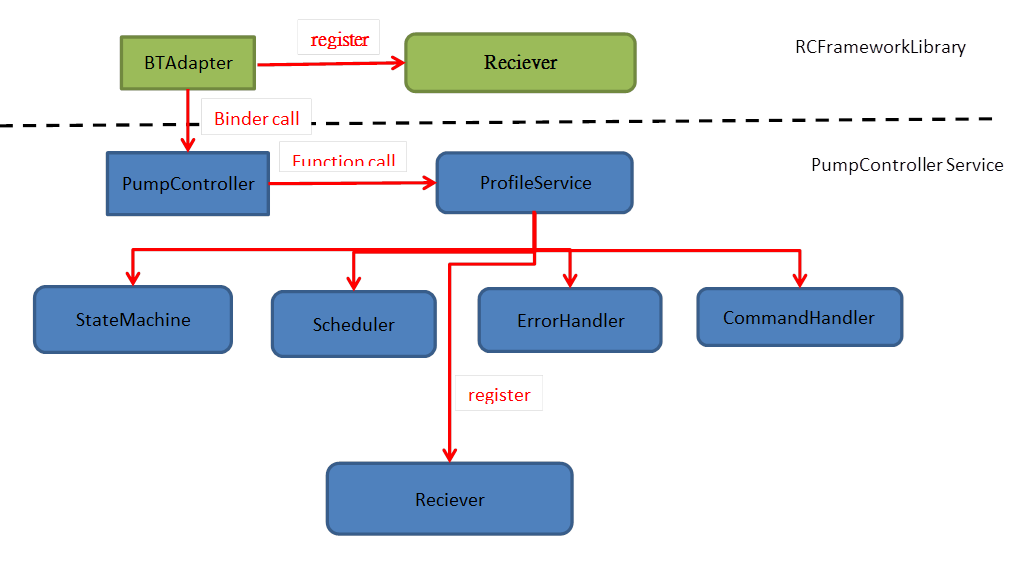 register
RCFrameworkLibrary
BTAdapter
Reciever
Binder call
Function call
PumpController
ProfileService
PumpController Service
StateMachine
Scheduler
ErrorHandler
CommandHandler
register
Reciever